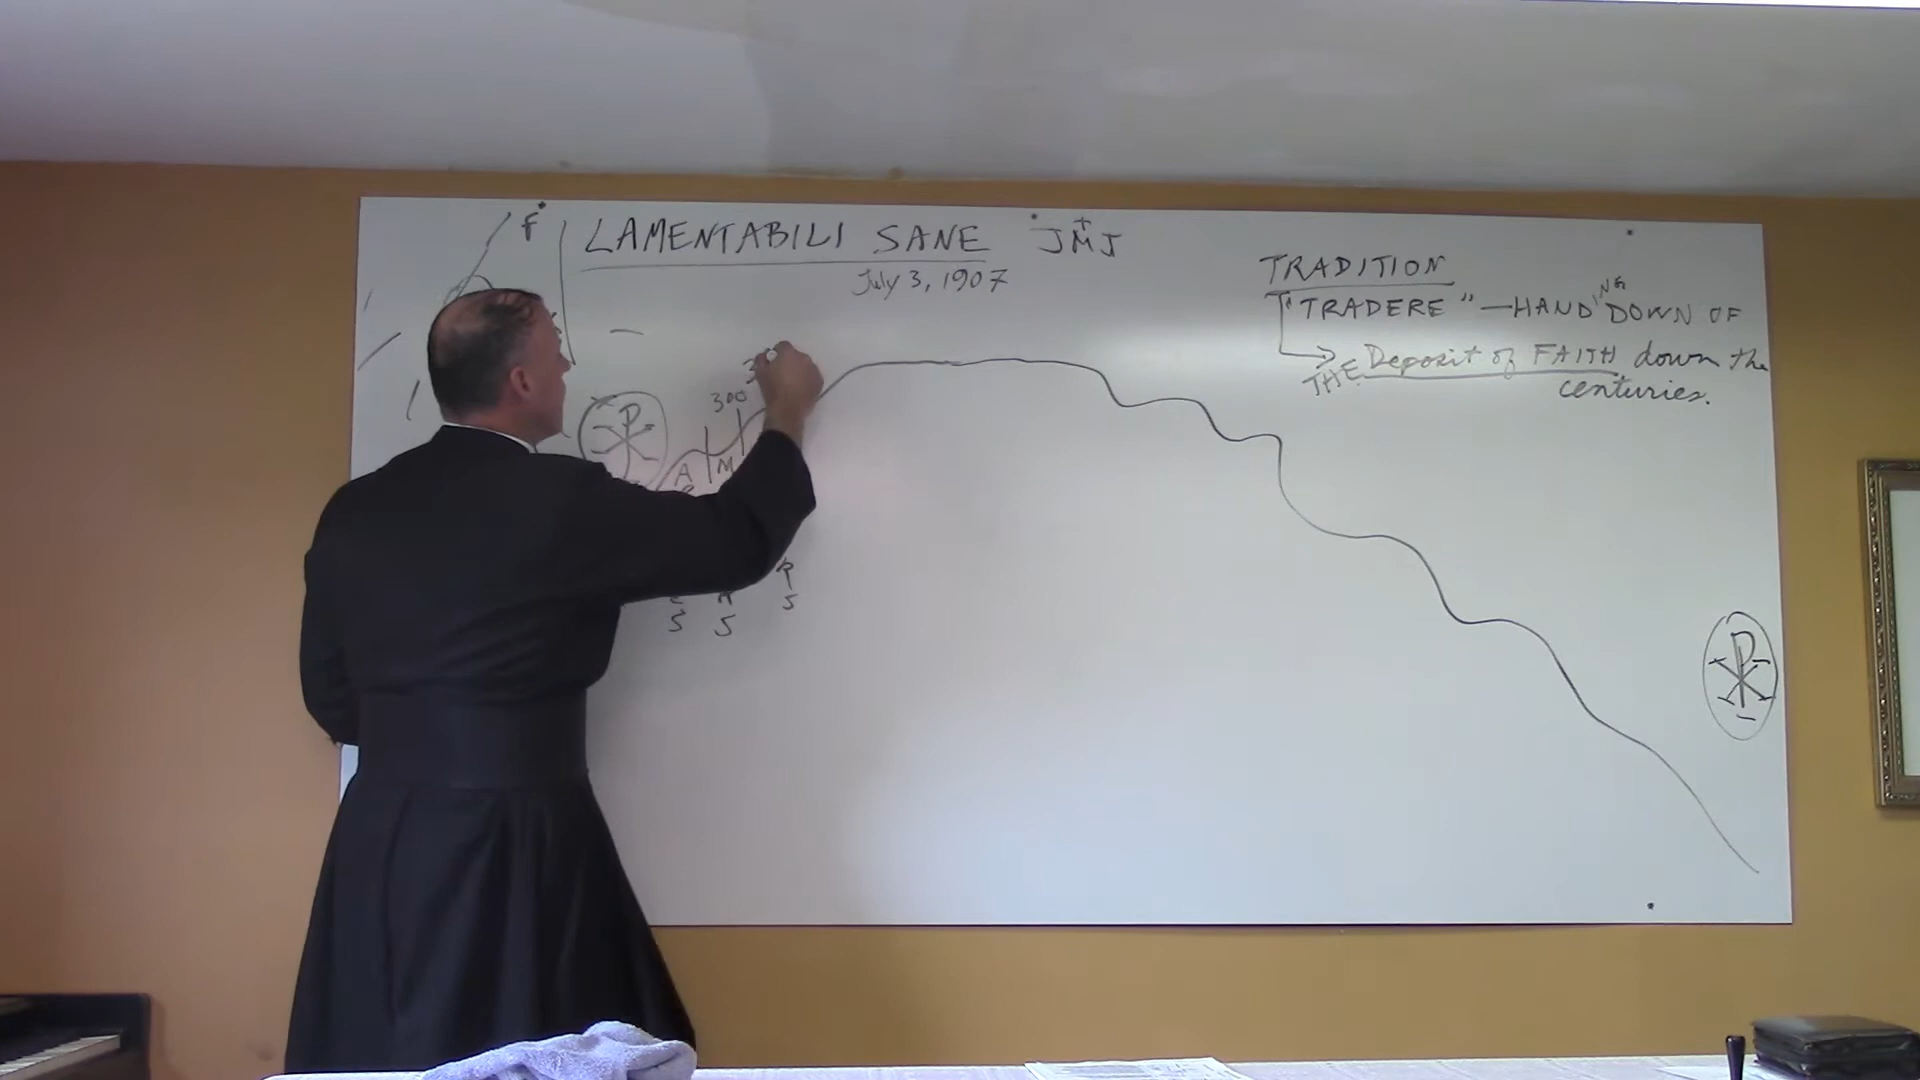 f
LAMENTABILI SANE JMJ
July 3, 1907
TRADITION
"TRADERE" — HANDING DOWN OF
THE Deposit of FAITH down the
centuries.
300
A M
S
S
R
S